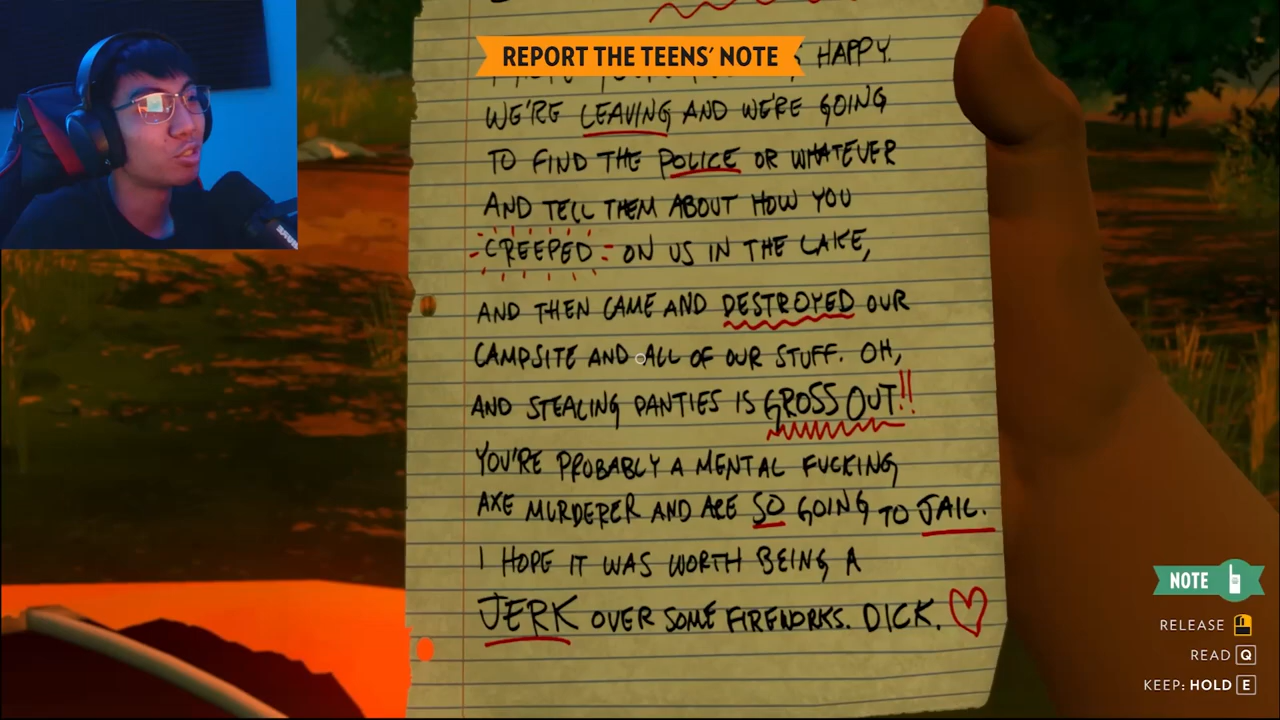 REPORT THE TEENS' NOTE
HAPPY.
WE'RE LEAVING AND WE'RE GOING
TO FIND THE POLICE OR WHATEVER
AND TELL THEM ABOUT HOW YOU
CREEPED ON US IN THE LAKE,
AND THEN CAME AND DESTROYED OUR
CAMPSITE AND ALL OF OUR STUFF. OH,
AND STEALING PANTIES IS GROSS OUT!!
YOU'RE PROBABLY A MENTAL FUCKING
AXE MURDERER AND ARE SO GOING TO JAIL.
I HOPE IT WAS WORTH BEING A
JERK OVER SOME FIREWORKS. DICK.
NOTE
RELEASE
READ Q
KEEP: HOLD E